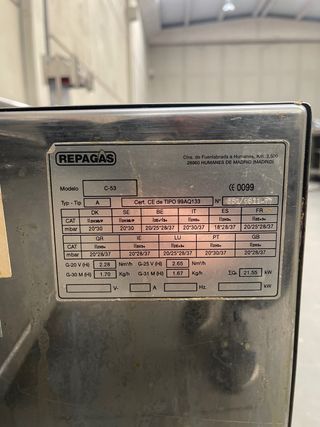 REPAGAS
Ctra. de Fuenlabrada a Humanes, Km. 3,500
28960 HUMANES DE MADRID (MADRID)
Modelo C-53 CE 0099
Typ - Tip A Cert. CE de TIPO 99AQ133 Nº
DK SE BE IT ES FR
CAT
mbar 20*30 20*30 20/25*28/37 20*30/37 18*28/37 20/25*28/37
GR IE LU PT GB
CAT
mbar 20*28/37 20*28/37 20/25*28/37 20*30/37 20*28/37
G-20 V (H) 2.28 Nm³/h G-25 V (H) 2.65 Nm³/h
G-30 M (H) 1.70 Kg/h G-31 M (H) 1.67 Kg/h ΣQn 21.55 kW
V- A Hz. kW